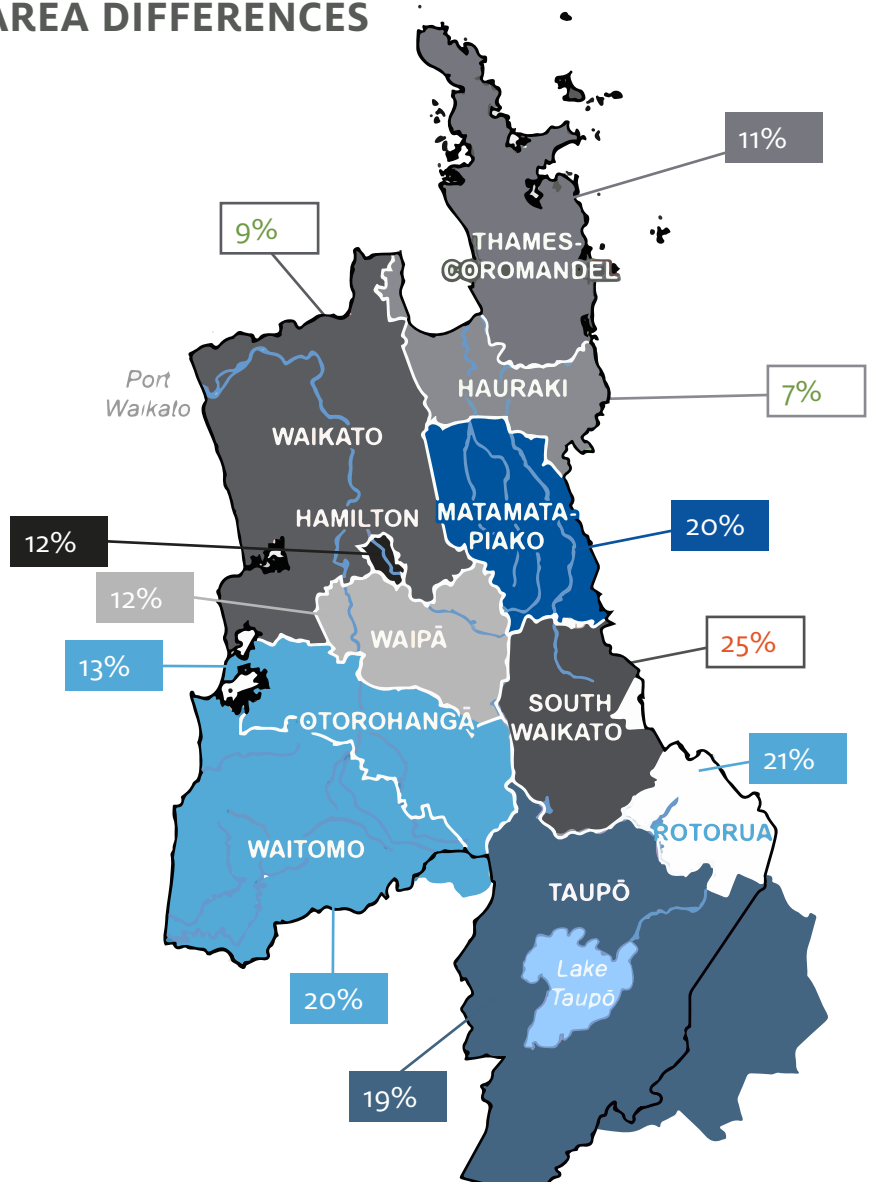 AREA DIFFERENCES
11%
9%
THAMES-
COROMANDEL
Port
Waikato
HAURAKI
7%
WAIKATO
HAMILTON
MATAMATA-
PIAKO
20%
12%
12%
WAIPĀ
25%
13%
SOUTH
WAIKATO
OTOROHANGĀ
21%
ROTORUA
WAITOMO
TAUPŌ
Lake
Taupō
20%
19%